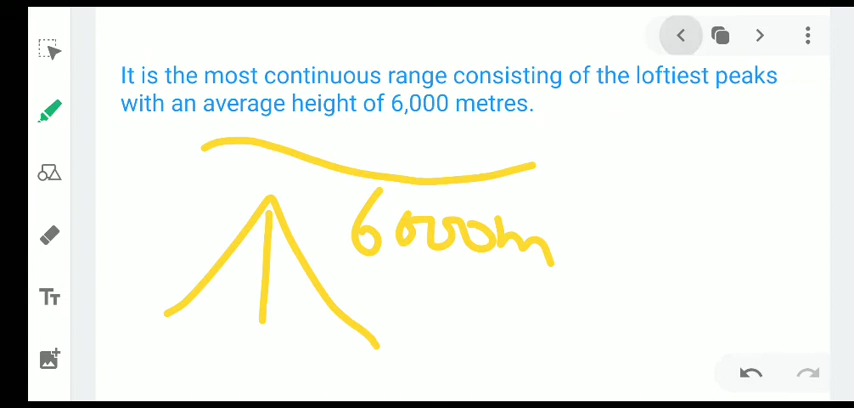 It is the most continuous range consisting of the loftiest peaks
with an average height of 6,000 metres.
6000m
TT